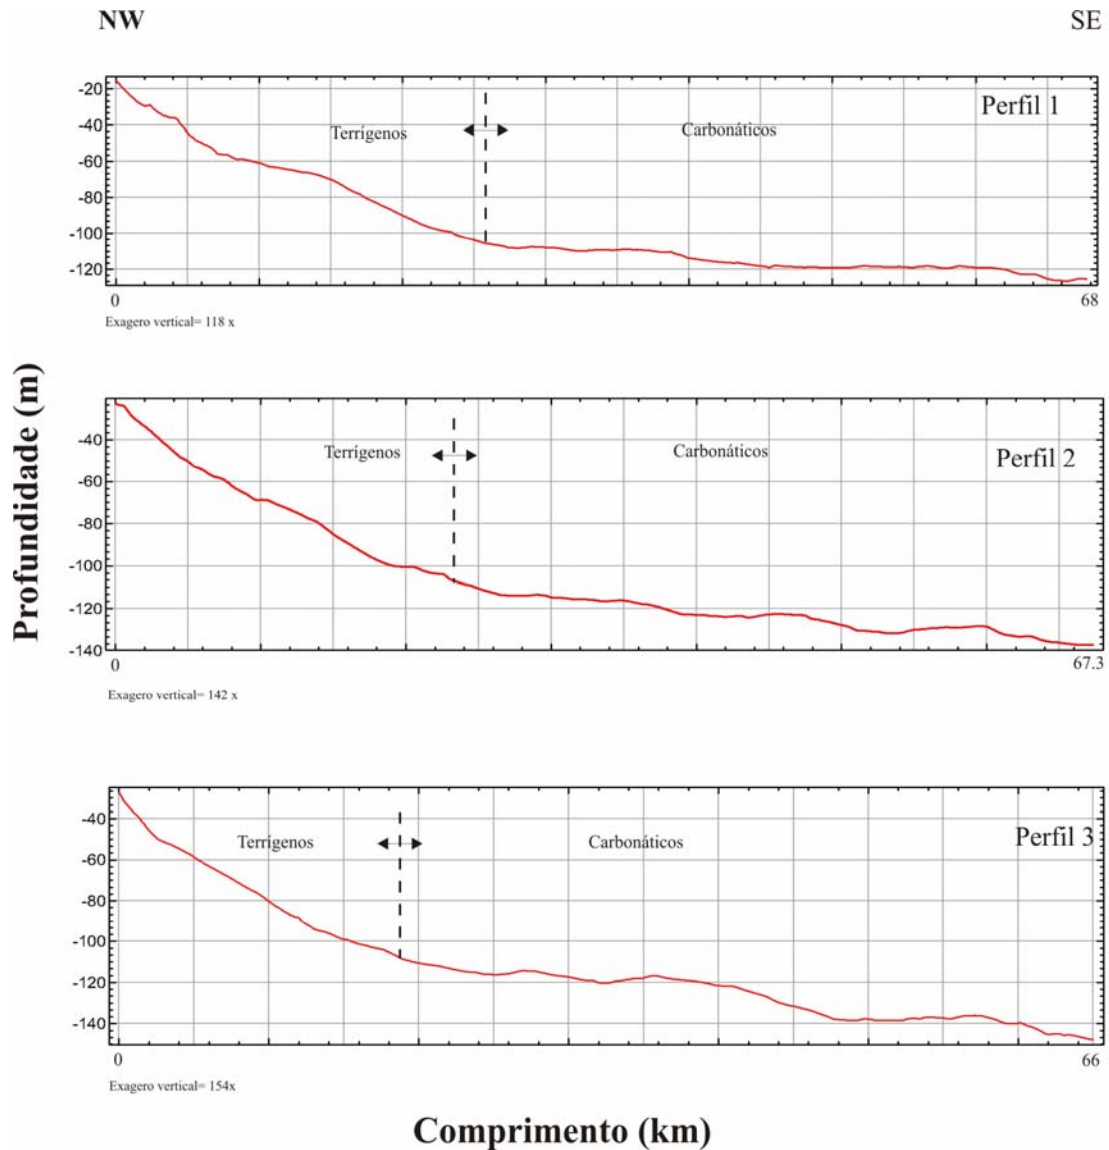 NW
SE
Perfil 1
Terrígenos
Carbonáticos
-20
-40
-60
-80
-100
-120
0
68
Exagero vertical= 118 x
Profundidade (m)
Perfil 2
Terrígenos
Carbonáticos
-40
-60
-80
-100
-120
-140
0
67.3
Exagero vertical= 142 x
Perfil 3
Terrígenos
Carbonáticos
-40
-60
-80
-100
-120
-140
0
66
Exagero vertical= 154x
Comprimento (km)